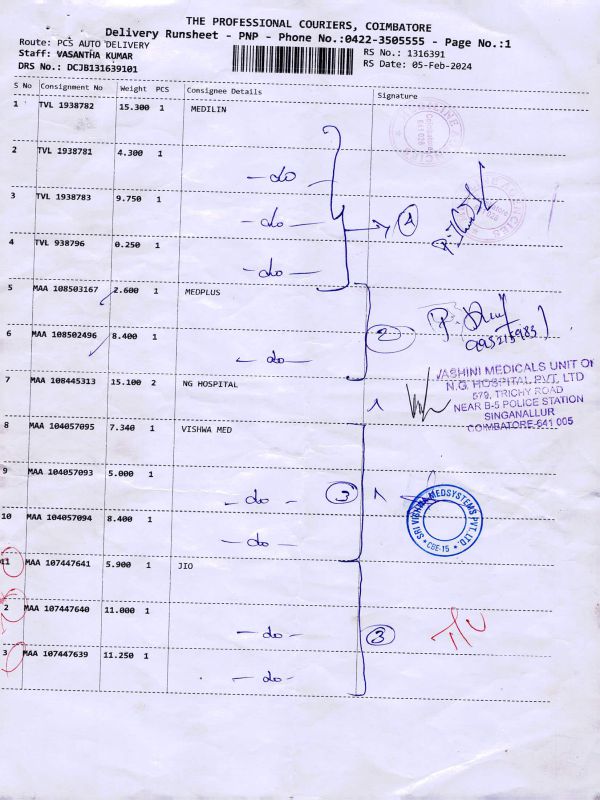 THE PROFESSIONAL COURIERS, COIMBATORE
Delivery Runsheet - PNP - Phone No.:0422-3505555 - Page No.:1
Route: PCS AUTO DELIVERY
Staff: VASANTHA KUMAR
DRS No.: DCJB131639101
RS No.: 1316391
RS Date: 05-Feb-2024
S No Consignment No Weight PCS Consignee Details Signature
1 TVL 1938782 15.300 1 MEDILIN
2 TVL 1938781 4.300 1
- do
3 TVL 1938783 9.750 1
- do -
4 TVL 938796 0.250 1
- do -
4
5 MAA 108503167 2.600 1 MEDPLUS
6 MAA 108502496 8.400 1
- do -
2
7 MAA 108445313 15.100 2 NG HOSPITAL
VASHINI MEDICALS UNIT OF
N.G. HOSPITAL PVT. LTD
579, TRICHY ROAD
NEAR B-5 POLICE STATION
SINGANALLUR
COIMBATORE-641 005
8 MAA 104057095 7.340 1 VISHWA MED
9 MAA 104057093 5.000 1
- do -
3
10 MAA 104057094 8.400 1
- do -
SRI VISHWA MEDSYSTEMS PVT. LTD.
CBE-15
11 MAA 107447641 5.900 1 JIO
2 MAA 107447640 11.000 1
- do -
3
3 MAA 107447639 11.250 1
- do -